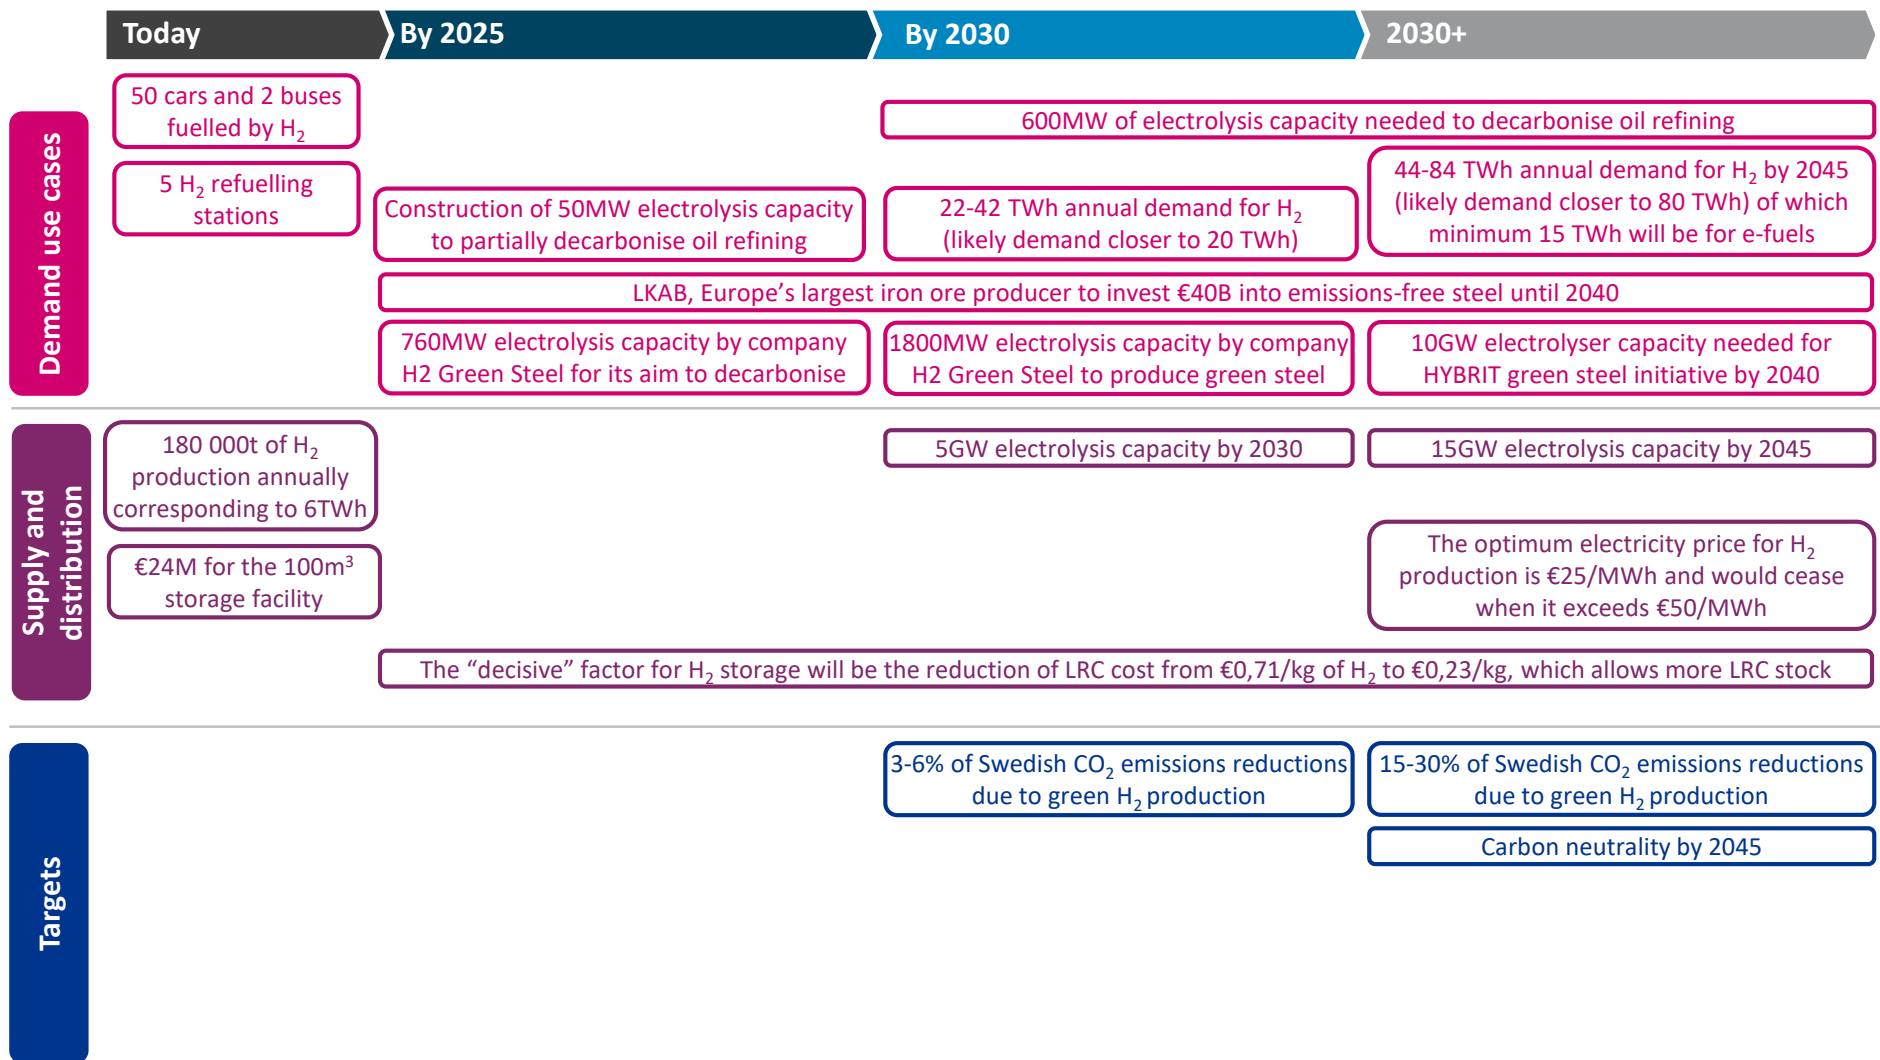 Today
By 2025
By 2030
2030+
Demand use cases
50 cars and 2 buses
fuelled by H₂
5 H₂ refuelling
stations
Construction of 50MW electrolysis capacity
to partially decarbonise oil refining
600MW of electrolysis capacity needed to decarbonise oil refining
22-42 TWh annual demand for H₂
(likely demand closer to 20 TWh)
44-84 TWh annual demand for H₂ by 2045
(likely demand closer to 80 TWh) of which
minimum 15 TWh will be for e-fuels
LKAB, Europe’s largest iron ore producer to invest €40B into emissions-free steel until 2040
760MW electrolysis capacity by company
H2 Green Steel for its aim to decarbonise
1800MW electrolysis capacity by company
H2 Green Steel to produce green steel
10GW electrolyser capacity needed for
HYBRIT green steel initiative by 2040
Supply and
distribution
180 000t of H₂
production annually
corresponding to 6TWh
€24M for the 100m³
storage facility
5GW electrolysis capacity by 2030
15GW electrolysis capacity by 2045
The optimum electricity price for H₂
production is €25/MWh and would cease
when it exceeds €50/MWh
The “decisive” factor for H₂ storage will be the reduction of LRC cost from €0,71/kg of H₂ to €0,23/kg, which allows more LRC stock
Targets
3-6% of Swedish CO₂ emissions reductions
due to green H₂ production
15-30% of Swedish CO₂ emissions reductions
due to green H₂ production
Carbon neutrality by 2045